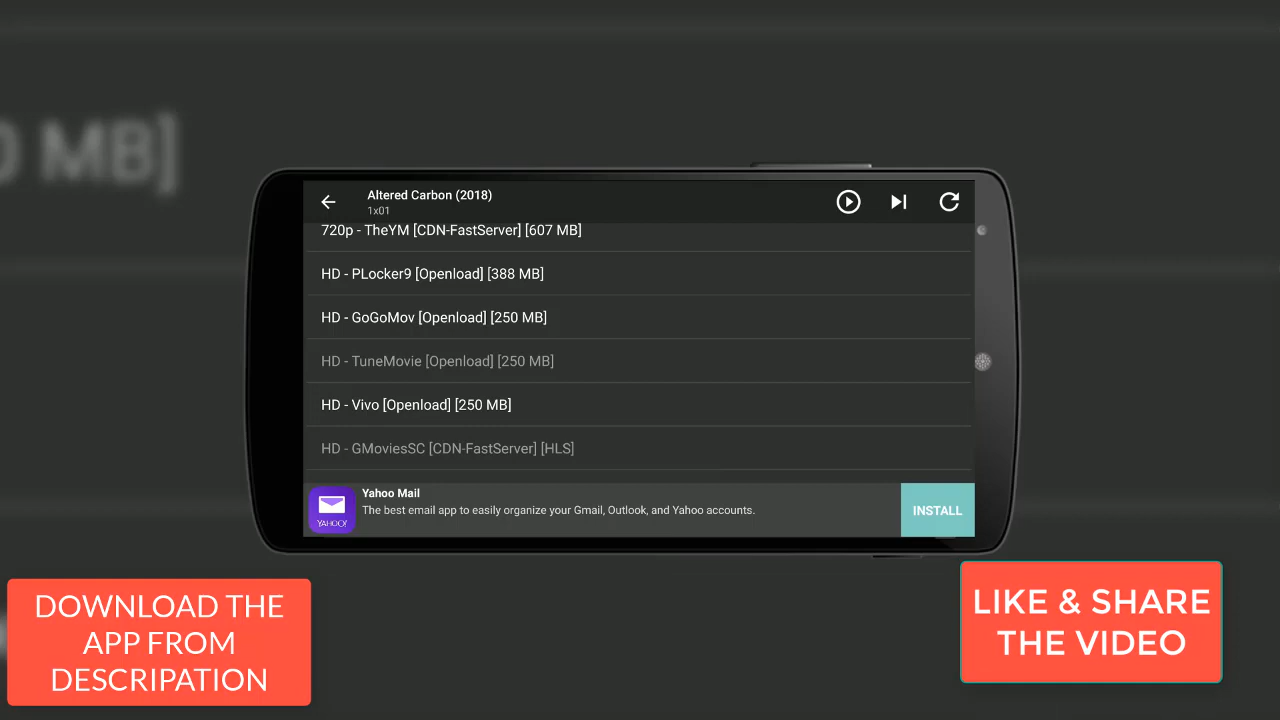 0 MB]
Altered Carbon (2018)
1x01
720p - TheYM [CDN-FastServer] [607 MB]
HD - PLocker9 [Openload] [388 MB]
HD - GoGoMov [Openload] [250 MB]
HD - TuneMovie [Openload] [250 MB]
HD - Vivo [Openload] [250 MB]
HD - GMoviesSC [CDN-FastServer] [HLS]
Yahoo Mail
The best email app to easily organize your Gmail, Outlook, and Yahoo accounts.
YAHOO!
INSTALL
DOWNLOAD THE
APP FROM
DESCRIPATION
LIKE & SHARE
THE VIDEO